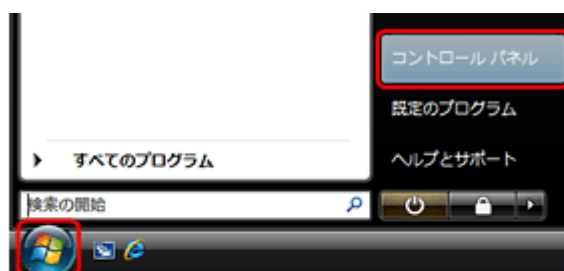 コントロール パネル
既定のプログラム
すべてのプログラム
ヘルプとサポート
検索の開始